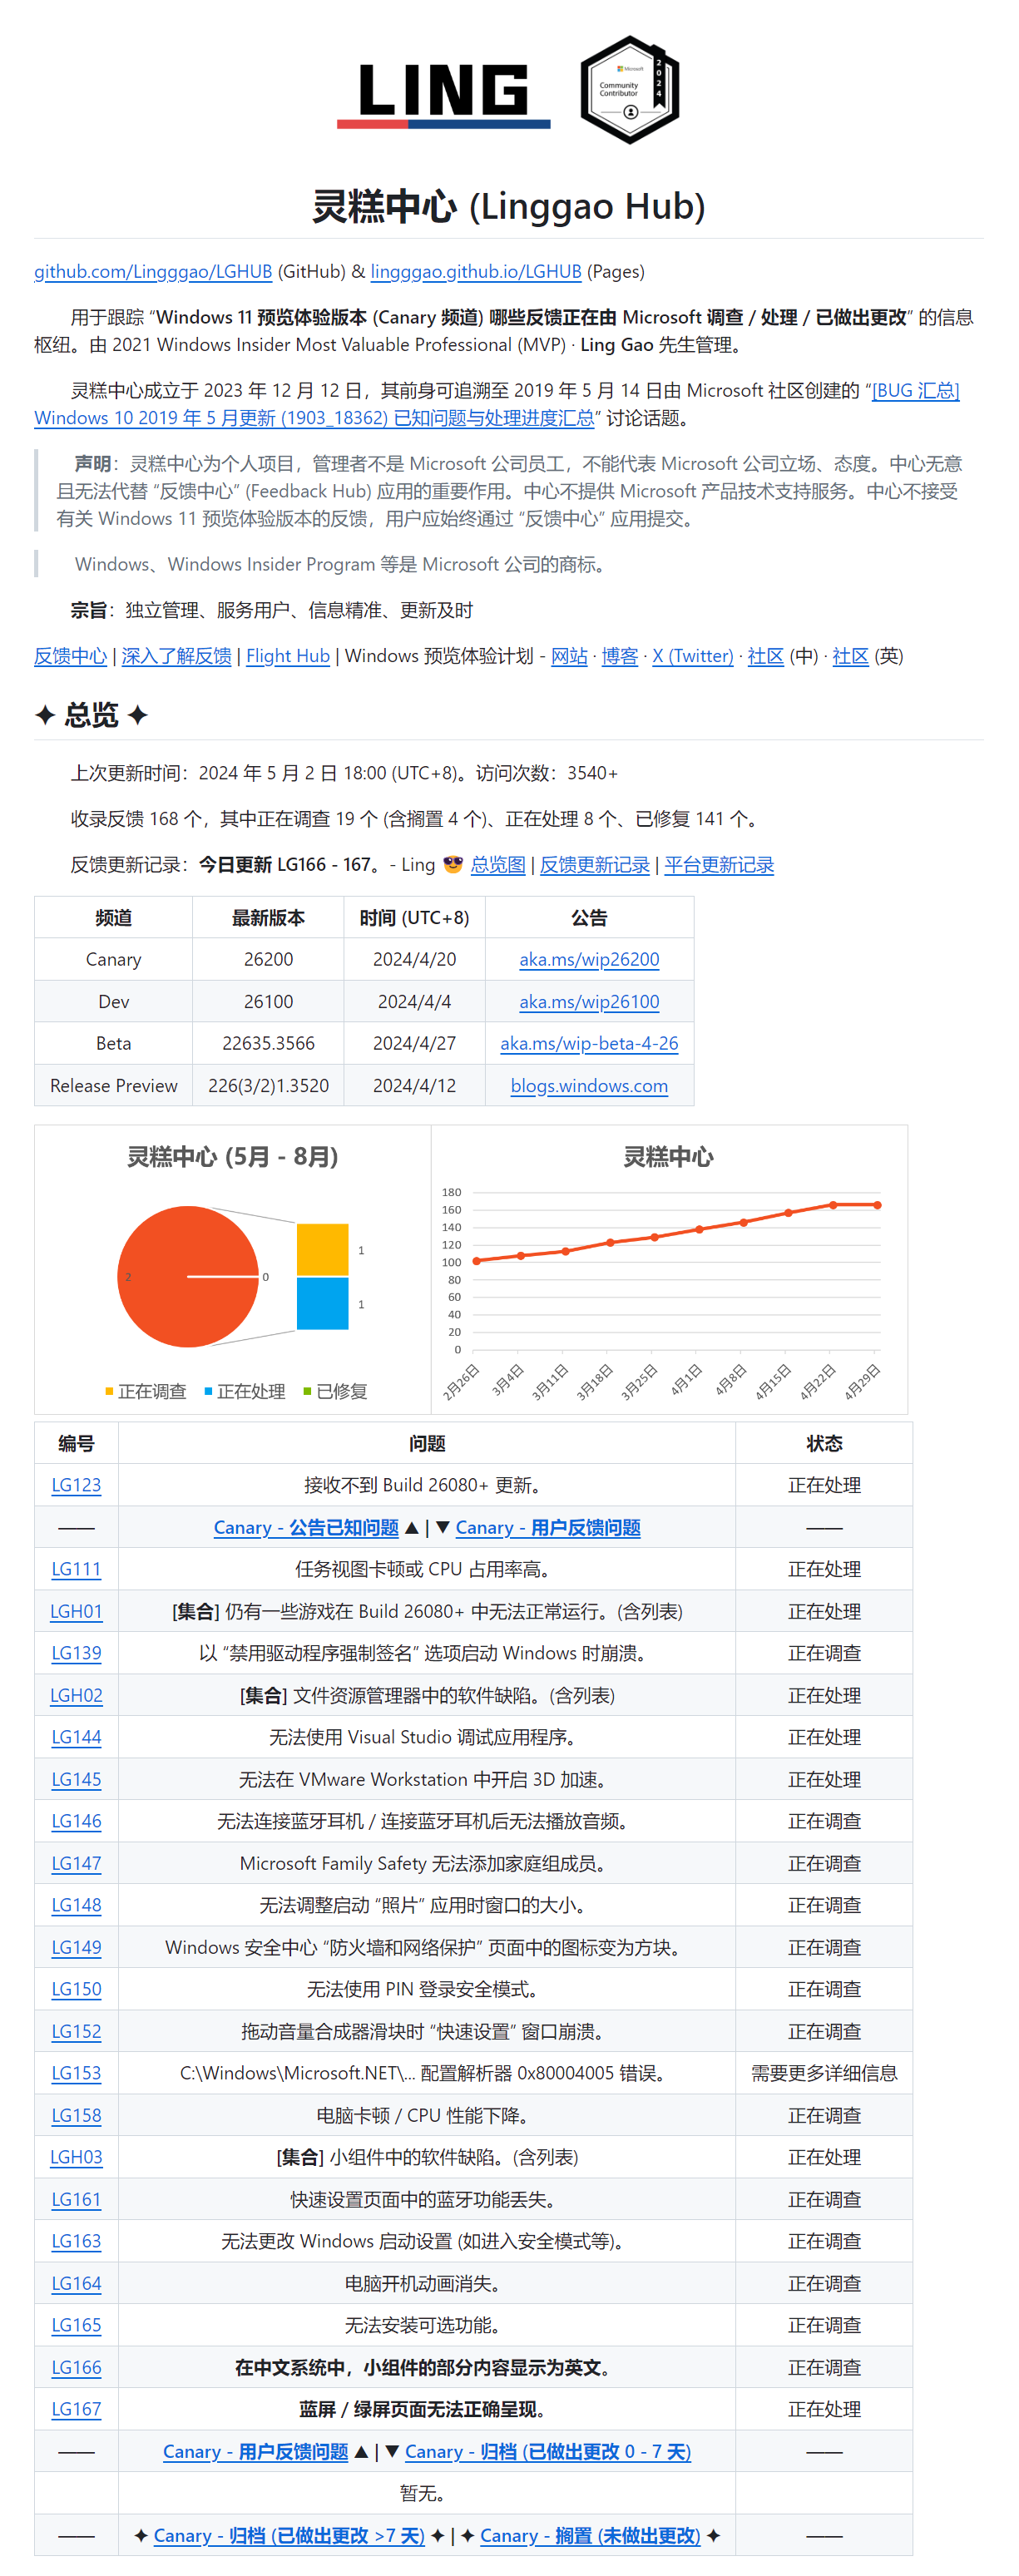 LING
Microsoft
Community
Contributor
2024
灵糕中心 (Linggao Hub)
github.com/Lingggao/LGHUB (GitHub) & lingggao.github.io/LGHUB (Pages)
用于跟踪 “Windows 11 预览体验版本 (Canary 频道) 哪些反馈正在由 Microsoft 调查 / 处理 / 已做出更改” 的信息
枢纽。由 2021 Windows Insider Most Valuable Professional (MVP) · Ling Gao 先生管理。
灵糕中心成立于 2023 年 12 月 12 日，其前身可追溯至 2019 年 5 月 14 日由 Microsoft 社区创建的 “[BUG 汇总]
Windows 10 2019 年 5 月更新 (1903_18362) 已知问题与处理进度汇总” 讨论话题。
声明：灵糕中心为个人项目，管理者不是 Microsoft 公司员工，不能代表 Microsoft 公司立场、态度。中心无意
且无法代替 “反馈中心” (Feedback Hub) 应用的重要作用。中心不提供 Microsoft 产品技术支持服务。中心不接受
有关 Windows 11 预览体验版本的反馈，用户应始终通过 “反馈中心” 应用提交。
Windows、Windows Insider Program 等是 Microsoft 公司的商标。
宗旨：独立管理、服务用户、信息精准、更新及时
反馈中心 | 深入了解反馈 | Flight Hub | Windows 预览体验计划 - 网站 · 博客 · X (Twitter) · 社区 (中) · 社区 (英)
✦ 总览 ✦
上次更新时间：2024 年 5 月 2 日 18:00 (UTC+8)。访问次数：3540+
收录反馈 168 个，其中正在调查 19 个 (含搁置 4 个)、正在处理 8 个、已修复 141 个。
反馈更新记录：今日更新 LG166 - 167。- Ling 😎 总览图 | 反馈更新记录 | 平台更新记录
频道 最新版本 时间 (UTC+8) 公告
Canary 26200 2024/4/20 aka.ms/wip26200
Dev 26100 2024/4/4 aka.ms/wip26100
Beta 22635.3566 2024/4/27 aka.ms/wip-beta-4-26
Release Preview 226(3/2)1.3520 2024/4/12 blogs.windows.com
灵糕中心 (5月 - 8月)
2 0 1
1
正在调查 正在处理 已修复
灵糕中心
180
160
140
120
100
80
60
40
20
0
2月26日 3月4日 3月11日 3月18日 3月25日 4月1日 4月8日 4月15日 4月22日 4月29日
编号 问题 状态
LG123 接收不到 Build 26080+ 更新。 正在处理
—— Canary - 公告已知问题 ▲ | ▼ Canary - 用户反馈问题 ——
LG111 任务视图卡顿或 CPU 占用率高。 正在处理
LGH01 [集合] 仍有一些游戏在 Build 26080+ 中无法正常运行。(含列表) 正在处理
LG139 以 “禁用驱动程序强制签名” 选项启动 Windows 时崩溃。 正在调查
LGH02 [集合] 文件资源管理器中的软件缺陷。(含列表) 正在处理
LG144 无法使用 Visual Studio 调试应用程序。 正在处理
LG145 无法在 VMware Workstation 中开启 3D 加速。 正在处理
LG146 无法连接蓝牙耳机 / 连接蓝牙耳机后无法播放音频。 正在调查
LG147 Microsoft Family Safety 无法添加家庭组成员。 正在调查
LG148 无法调整启动 “照片” 应用时窗口的大小。 正在调查
LG149 Windows 安全中心 “防火墙和网络保护” 页面中的图标变为方块。 正在调查
LG150 无法使用 PIN 登录安全模式。 正在调查
LG152 拖动音量合成器滑块时 “快速设置” 窗口崩溃。 正在调查
LG153 C:\Windows\Microsoft.NET\... 配置解析器 0x80004005 错误。 需要更多详细信息
LG158 电脑卡顿 / CPU 性能下降。 正在调查
LGH03 [集合] 小组件中的软件缺陷。(含列表) 正在处理
LG161 快速设置页面中的蓝牙功能丢失。 正在调查
LG163 无法更改 Windows 启动设置 (如进入安全模式等)。 正在调查
LG164 电脑开机动画消失。 正在调查
LG165 无法安装可选功能。 正在调查
LG166 在中文系统中，小组件的部分内容显示为英文。 正在调查
LG167 蓝屏 / 绿屏页面无法正确呈现。 正在处理
—— Canary - 用户反馈问题 ▲ | ▼ Canary - 归档 (已做出更改 0 - 7 天) ——
暂无。
—— ✦ Canary - 归档 (已做出更改 >7 天) ✦ | ✦ Canary - 搁置 (未做出更改) ✦ ——